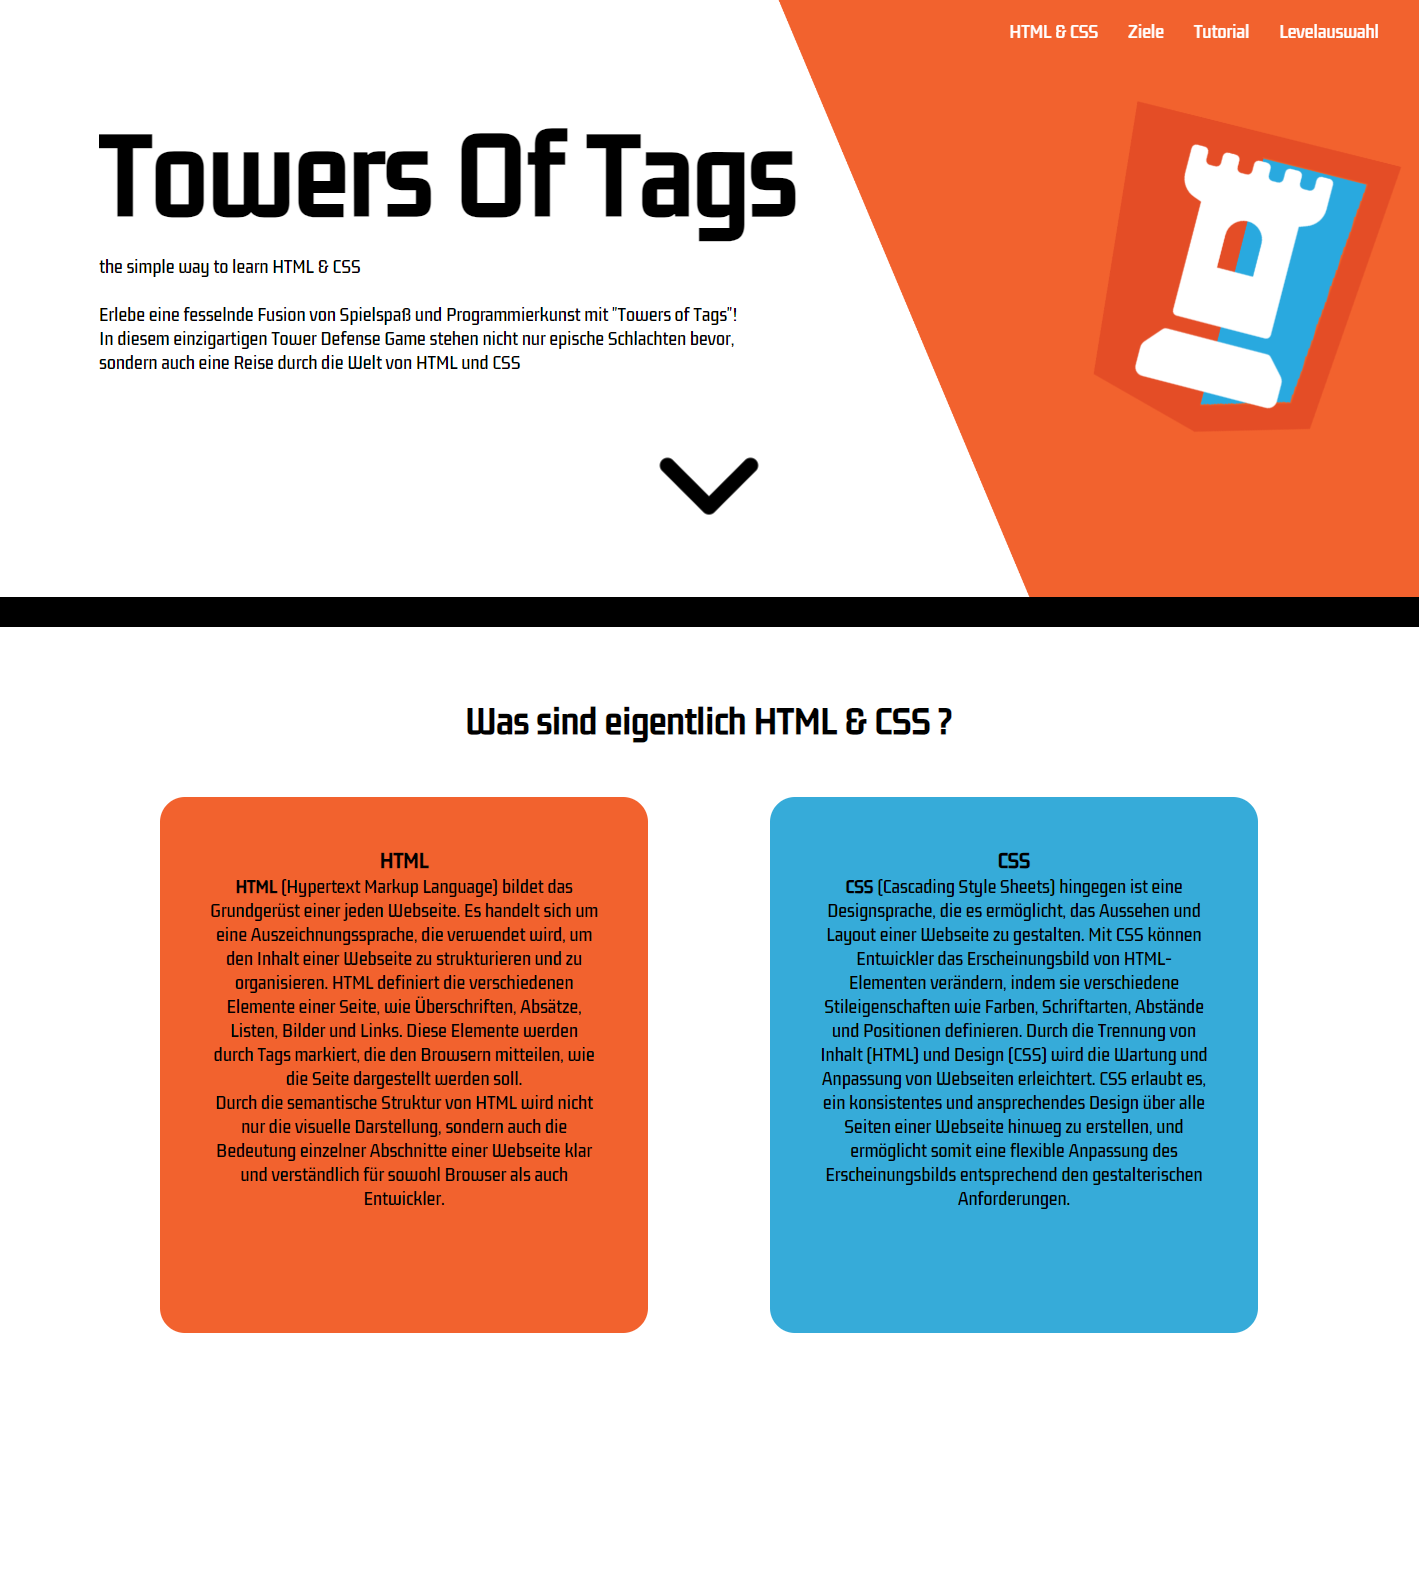 HTML & CSS Ziele Tutorial Levelauswahl
Towers Of Tags
the simple way to learn HTML & CSS
Erlebe eine fesselnde Fusion von Spielspaß und Programmierkunst mit "Towers of Tags"!
In diesem einzigartigen Tower Defense Game stehen nicht nur epische Schlachten bevor,
sondern auch eine Reise durch die Welt von HTML und CSS
Was sind eigentlich HTML & CSS ?
HTML
HTML (Hypertext Markup Language) bildet das
Grundgerüst einer jeden Webseite. Es handelt sich um
eine Auszeichnungssprache, die verwendet wird, um
den Inhalt einer Webseite zu strukturieren und zu
organisieren. HTML definiert die verschiedenen
Elemente einer Seite, wie Überschriften, Absätze,
Listen, Bilder und Links. Diese Elemente werden
durch Tags markiert, die den Browsern mitteilen, wie
die Seite dargestellt werden soll.
Durch die semantische Struktur von HTML wird nicht
nur die visuelle Darstellung, sondern auch die
Bedeutung einzelner Abschnitte einer Webseite klar
und verständlich für sowohl Browser als auch
Entwickler.
CSS
CSS (Cascading Style Sheets) hingegen ist eine
Designsprache, die es ermöglicht, das Aussehen und
Layout einer Webseite zu gestalten. Mit CSS können
Entwickler das Erscheinungsbild von HTML-
Elementen verändern, indem sie verschiedene
Stileigenschaften wie Farben, Schriftarten, Abstände
und Positionen definieren. Durch die Trennung von
Inhalt (HTML) und Design (CSS) wird die Wartung und
Anpassung von Webseiten erleichtert. CSS erlaubt es,
ein konsistentes und ansprechendes Design über alle
Seiten einer Webseite hinweg zu erstellen, und
ermöglicht somit eine flexible Anpassung des
Erscheinungsbilds entsprechend den gestalterischen
Anforderungen.